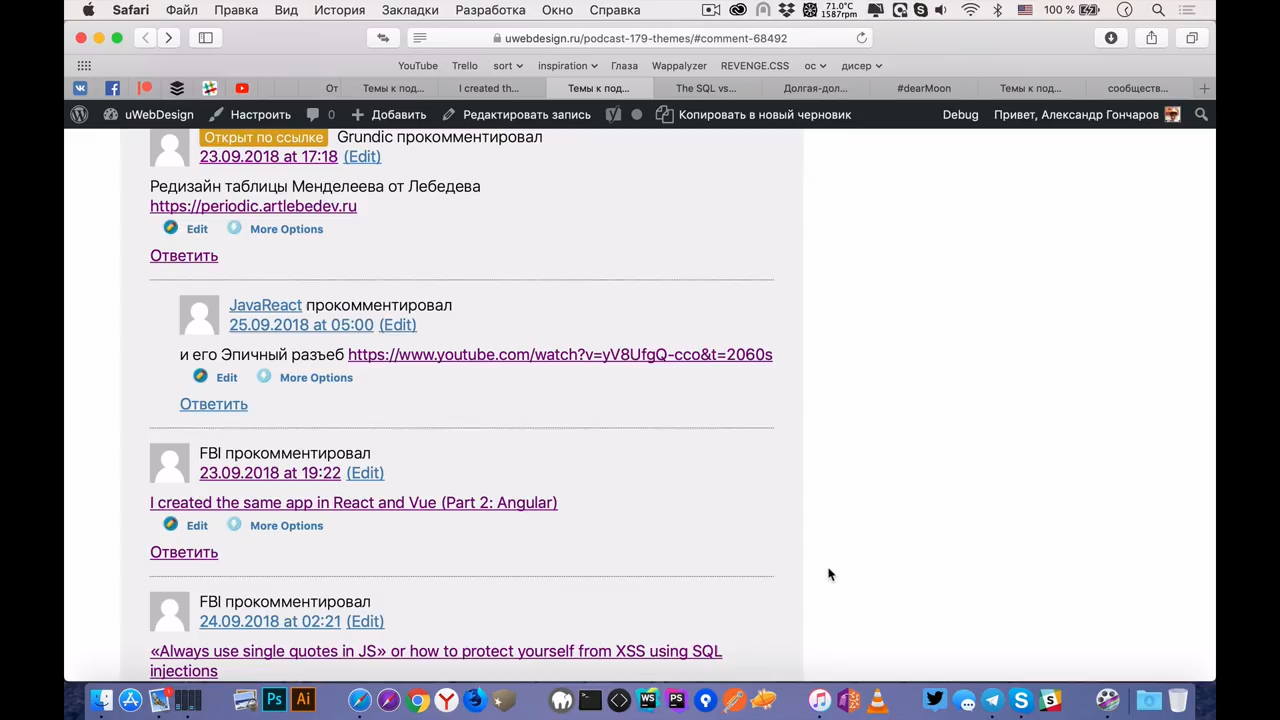 Safari Файл Правка Вид История Закладки Разработка Окно Справка 71.0°C 1587rpm 100 %
uwebdesign.ru/podcast-179-themes/#comment-68492
YouTube Trello sort inspiration Глаза Wappalyzer REVENGE.CSS ос дисер
От Темы к под... I created th... Темы к под... The SQL vs... Долгая-дол... #dearMoon Темы к под... сообществ...
uWebDesign Настроить 0 Добавить Редактировать запись Копировать в новый черновик Debug Привет, Александр Гончаров
Открыт по ссылке Grundic прокомментировал
23.09.2018 at 17:18 (Edit)
Редизайн таблицы Менделеева от Лебедева
https://periodic.artlebedev.ru
Edit More Options
Ответить
JavaReact прокомментировал
25.09.2018 at 05:00 (Edit)
и его Эпичный разъеб https://www.youtube.com/watch?v=yV8UfgQ-cco&t=2060s
Edit More Options
Ответить
FBI прокомментировал
23.09.2018 at 19:22 (Edit)
I created the same app in React and Vue (Part 2: Angular)
Edit More Options
Ответить
FBI прокомментировал
24.09.2018 at 02:21 (Edit)
«Always use single quotes in JS» or how to protect yourself from XSS using SQL
injections
Ps Ai WS PS